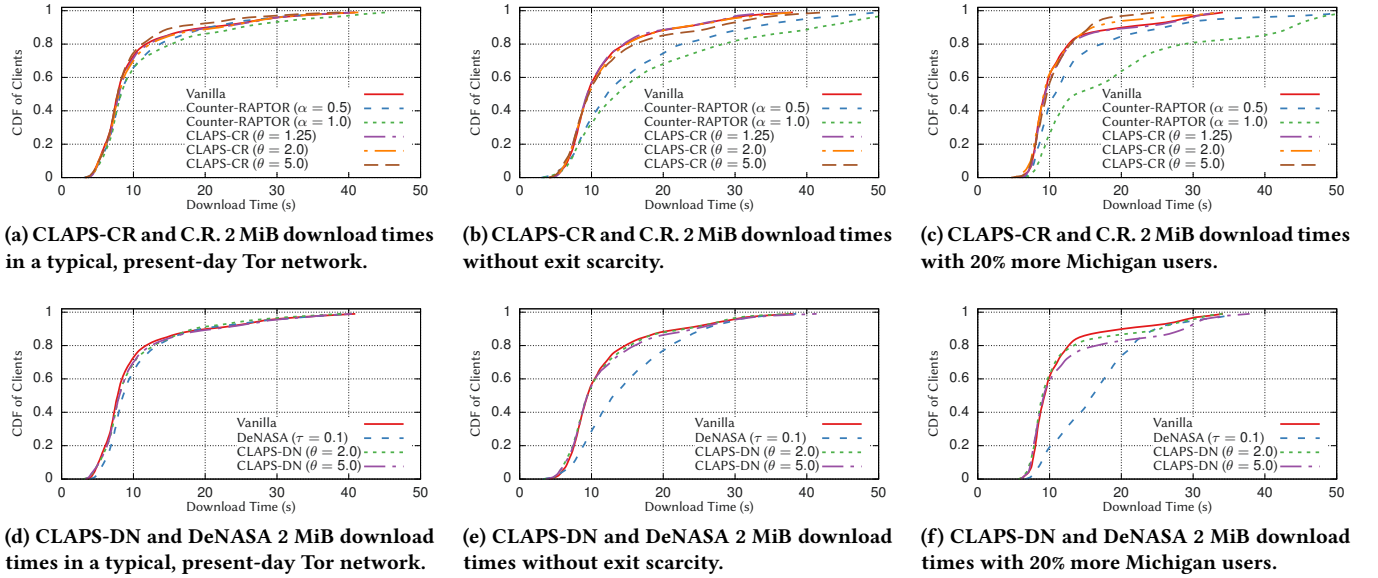 1
0.8
0.6
0.4
0.2
0
CDF of Clients
Vanilla
Counter-RAPTOR (α = 0.5)
Counter-RAPTOR (α = 1.0)
CLAPS-CR (θ = 1.25)
CLAPS-CR (θ = 2.0)
CLAPS-CR (θ = 5.0)
0 10 20 30 40 50
Download Time (s)
(a) CLAPS-CR and C.R. 2 MiB download times
in a typical, present-day Tor network.
1
0.8
0.6
0.4
0.2
0
CDF of Clients
Vanilla
Counter-RAPTOR (α = 0.5)
Counter-RAPTOR (α = 1.0)
CLAPS-CR (θ = 1.25)
CLAPS-CR (θ = 2.0)
CLAPS-CR (θ = 5.0)
0 10 20 30 40 50
Download Time (s)
(b) CLAPS-CR and C.R. 2 MiB download times
without exit scarcity.
1
0.8
0.6
0.4
0.2
0
CDF of Clients
Vanilla
Counter-RAPTOR (α = 0.5)
Counter-RAPTOR (α = 1.0)
CLAPS-CR (θ = 1.25)
CLAPS-CR (θ = 2.0)
CLAPS-CR (θ = 5.0)
0 10 20 30 40 50
Download Time (s)
(c) CLAPS-CR and C.R. 2 MiB download times
with 20% more Michigan users.
1
0.8
0.6
0.4
0.2
0
CDF of Clients
Vanilla
DeNASA (τ = 0.1)
CLAPS-DN (θ = 2.0)
CLAPS-DN (θ = 5.0)
0 10 20 30 40 50
Download Time (s)
(d) CLAPS-DN and DeNASA 2 MiB download
times in a typical, present-day Tor network.
1
0.8
0.6
0.4
0.2
0
CDF of Clients
Vanilla
DeNASA (τ = 0.1)
CLAPS-DN (θ = 2.0)
CLAPS-DN (θ = 5.0)
0 10 20 30 40 50
Download Time (s)
(e) CLAPS-DN and DeNASA 2 MiB download
times without exit scarcity.
1
0.8
0.6
0.4
0.2
0
CDF of Clients
Vanilla
DeNASA (τ = 0.1)
CLAPS-DN (θ = 2.0)
CLAPS-DN (θ = 5.0)
0 10 20 30 40 50
Download Time (s)
(f) CLAPS-DN and DeNASA 2 MiB download
times with 20% more Michigan users.